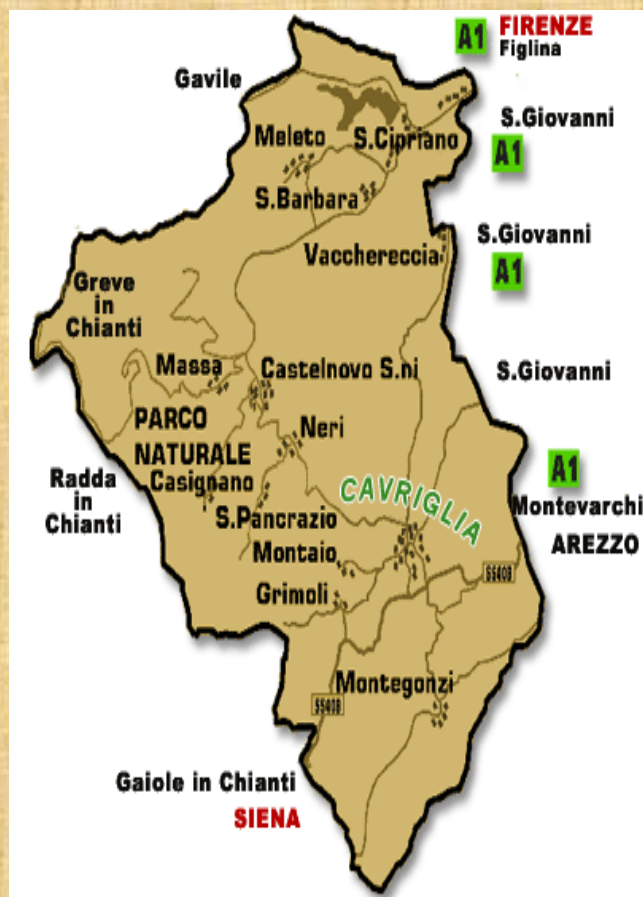 A1 FIRENZE
Figlina
Gavile
S.Giovanni
Meleto
S.Cipriano
A1
S.Barbara
S.Giovanni
Vacchereccia
A1
Greve
in
Chianti
Massa
Castelnovo S.ni
S.Giovanni
PARCO
NATURALE
Neri
Casignano
A1
Radda
in
Chianti
CAVRIGLIA
S.Pancrazio
Montevarchi
Montaio
AREZZO
SS408
Grimoli
Montegonzi
SS408
Gaiole in Chianti
SIENA